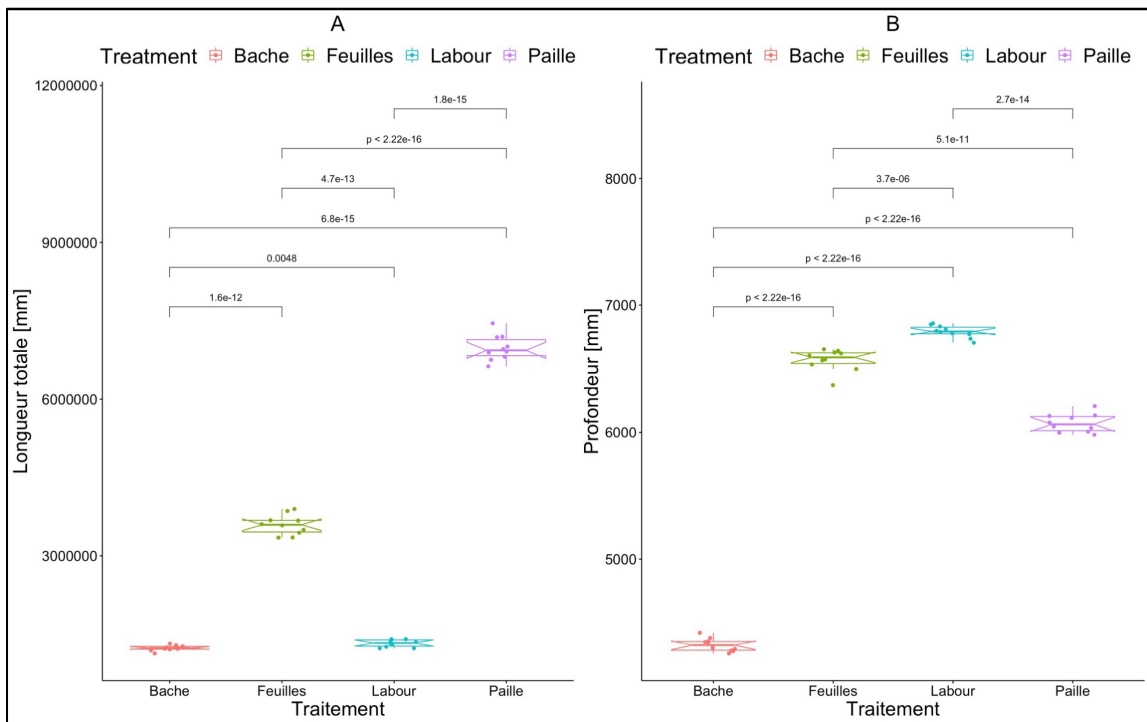 A
Treatment Bache Feuilles Labour Paille
12000000
9000000
6000000
3000000
Longueur totale [mm]
1.8e-15
p < 2.22e-16
4.7e-13
6.8e-15
0.0048
1.6e-12
Bache Feuilles Labour Paille
Traitement
B
Treatment Bache Feuilles Labour Paille
8000
7000
6000
5000
Profondeur [mm]
2.7e-14
5.1e-11
3.7e-06
p < 2.22e-16
p < 2.22e-16
p < 2.22e-16
Bache Feuilles Labour Paille
Traitement